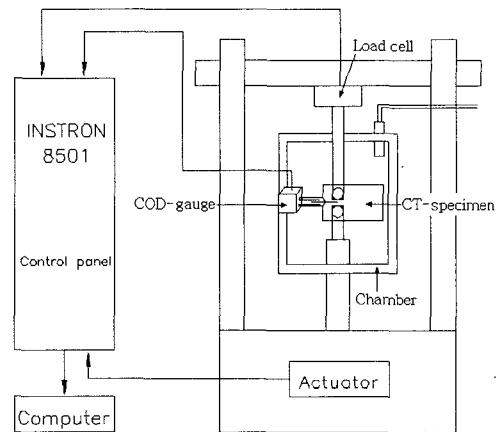 Load cell
INSTRON
8501
COD-gauge
CT-specimen
Control panel
Chamber
Actuator
Computer